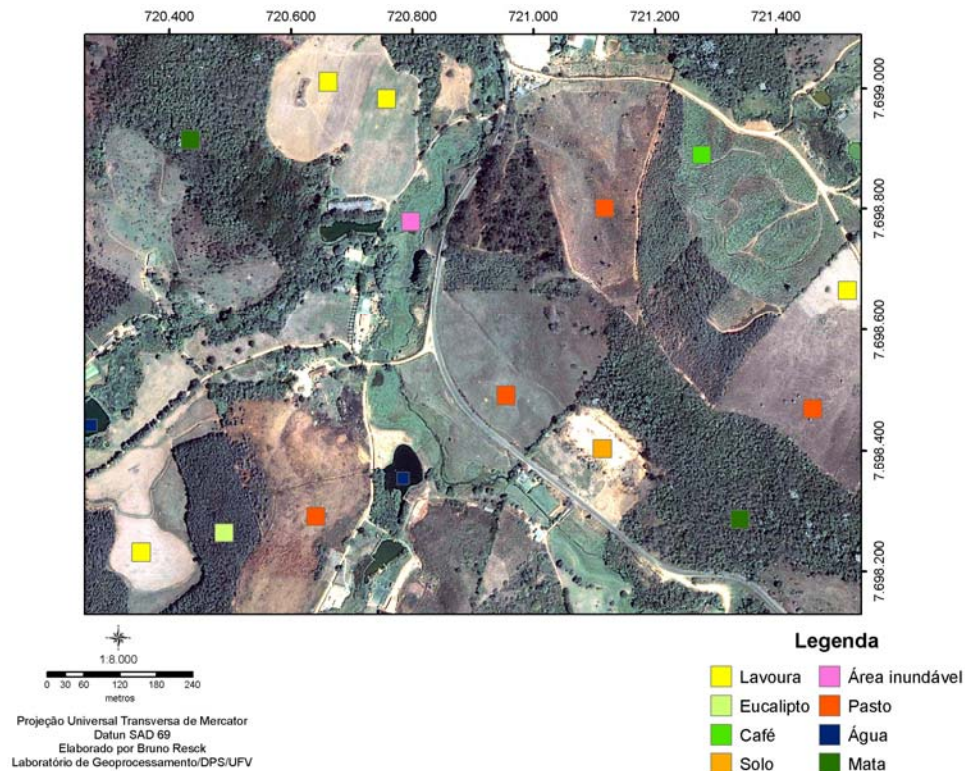 720.400 720.600 720.800 721.000 721.200 721.400
7.699.000
7.698.800
7.698.600
7.698.400
7.698.200
1:8.000
0 30 60 120 180 240
metros
Projeção Universal Transversa de Mercator
Datun SAD 69
Elaborado por Bruno Resck
Laboratório de Geoprocessamento/DPS/UFV
Legenda
Lavoura Área inundável
Eucalipto Pasto
Café Água
Solo Mata